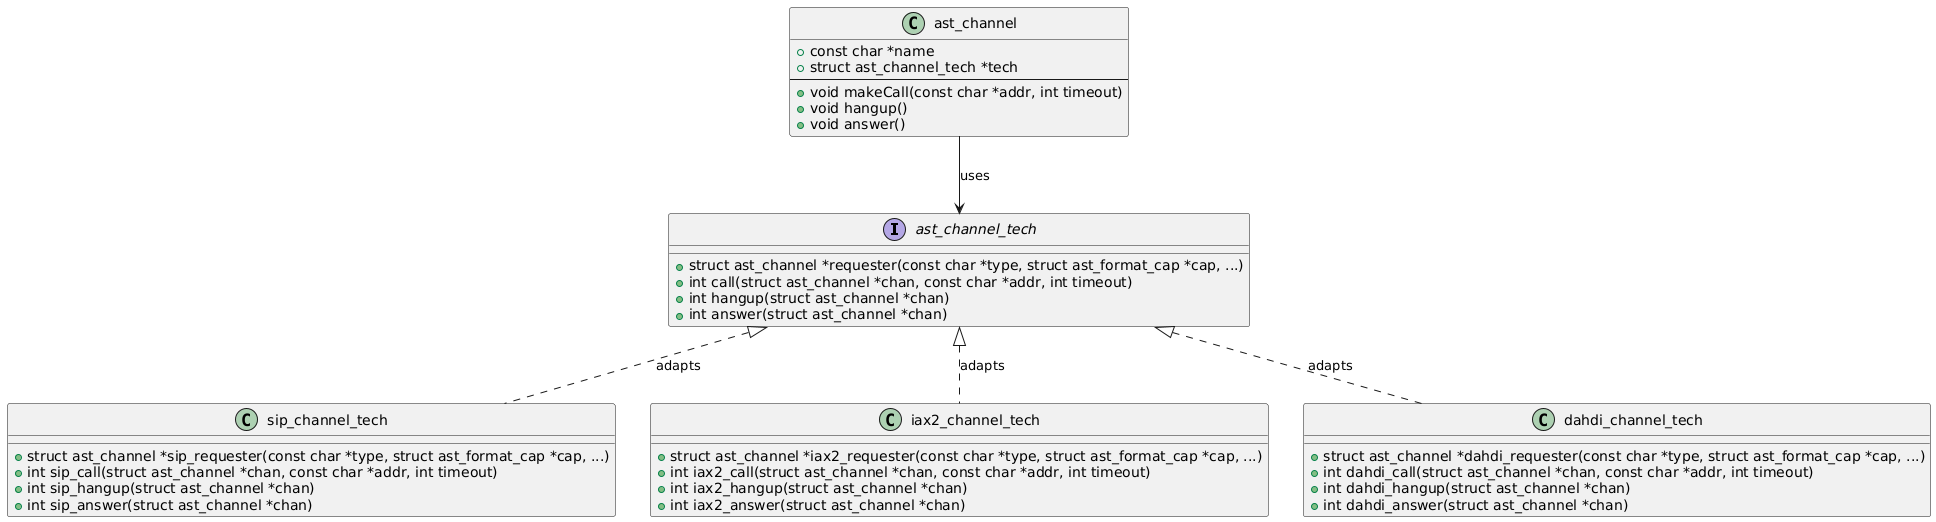 C ast_channel
const char *name
struct ast_channel_tech *tech
void makeCall(const char *addr, int timeout)
void hangup()
void answer()
uses
I ast_channel_tech
struct ast_channel *requester(const char *type, struct ast_format_cap *cap, ...)
int call(struct ast_channel *chan, const char *addr, int timeout)
int hangup(struct ast_channel *chan)
int answer(struct ast_channel *chan)
adapts
adapts
adapts
C sip_channel_tech
struct ast_channel *sip_requester(const char *type, struct ast_format_cap *cap, ...)
int sip_call(struct ast_channel *chan, const char *addr, int timeout)
int sip_hangup(struct ast_channel *chan)
int sip_answer(struct ast_channel *chan)
C iax2_channel_tech
struct ast_channel *iax2_requester(const char *type, struct ast_format_cap *cap, ...)
int iax2_call(struct ast_channel *chan, const char *addr, int timeout)
int iax2_hangup(struct ast_channel *chan)
int iax2_answer(struct ast_channel *chan)
C dahdi_channel_tech
struct ast_channel *dahdi_requester(const char *type, struct ast_format_cap *cap, ...)
int dahdi_call(struct ast_channel *chan, const char *addr, int timeout)
int dahdi_hangup(struct ast_channel *chan)
int dahdi_answer(struct ast_channel *chan)